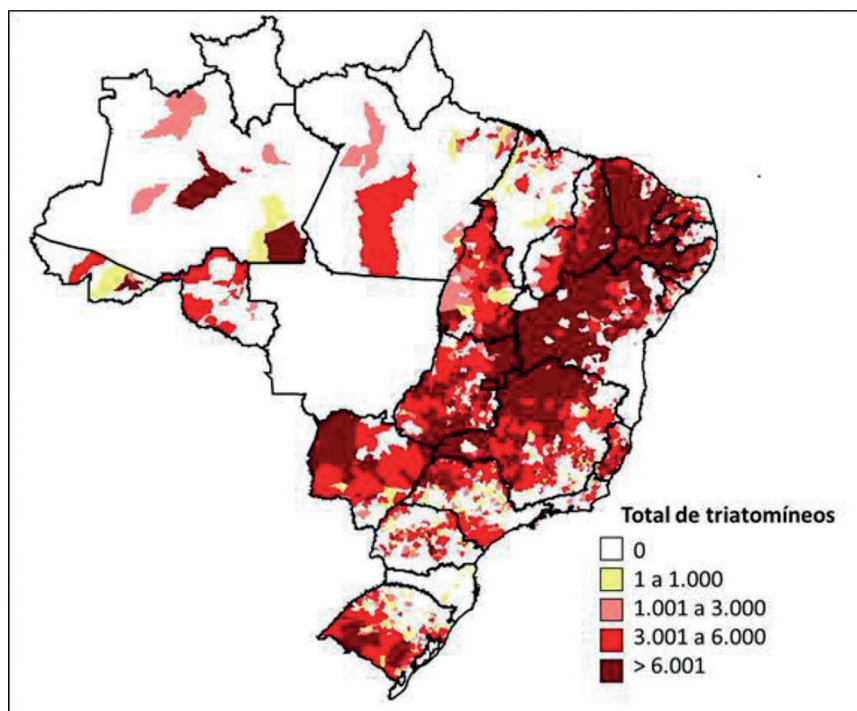 Total de triatomíneos
0
1 a 1.000
1.001 a 3.000
3.001 a 6.000
> 6.001